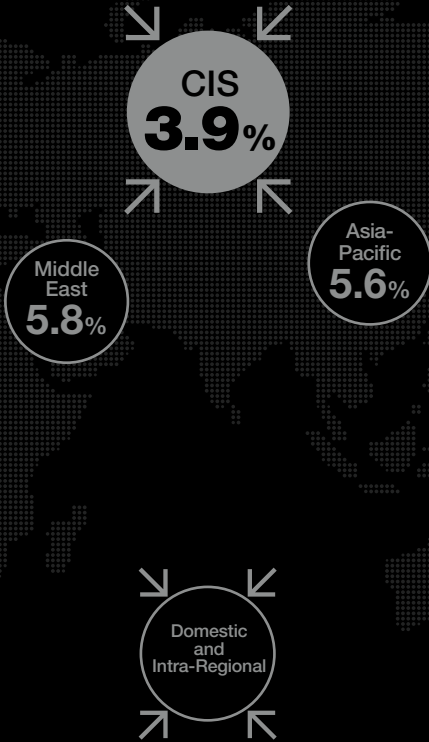 CIS
3.9%
Asia-
Pacific
5.6%
Middle
East
5.8%
Domestic
and
Intra-Regional